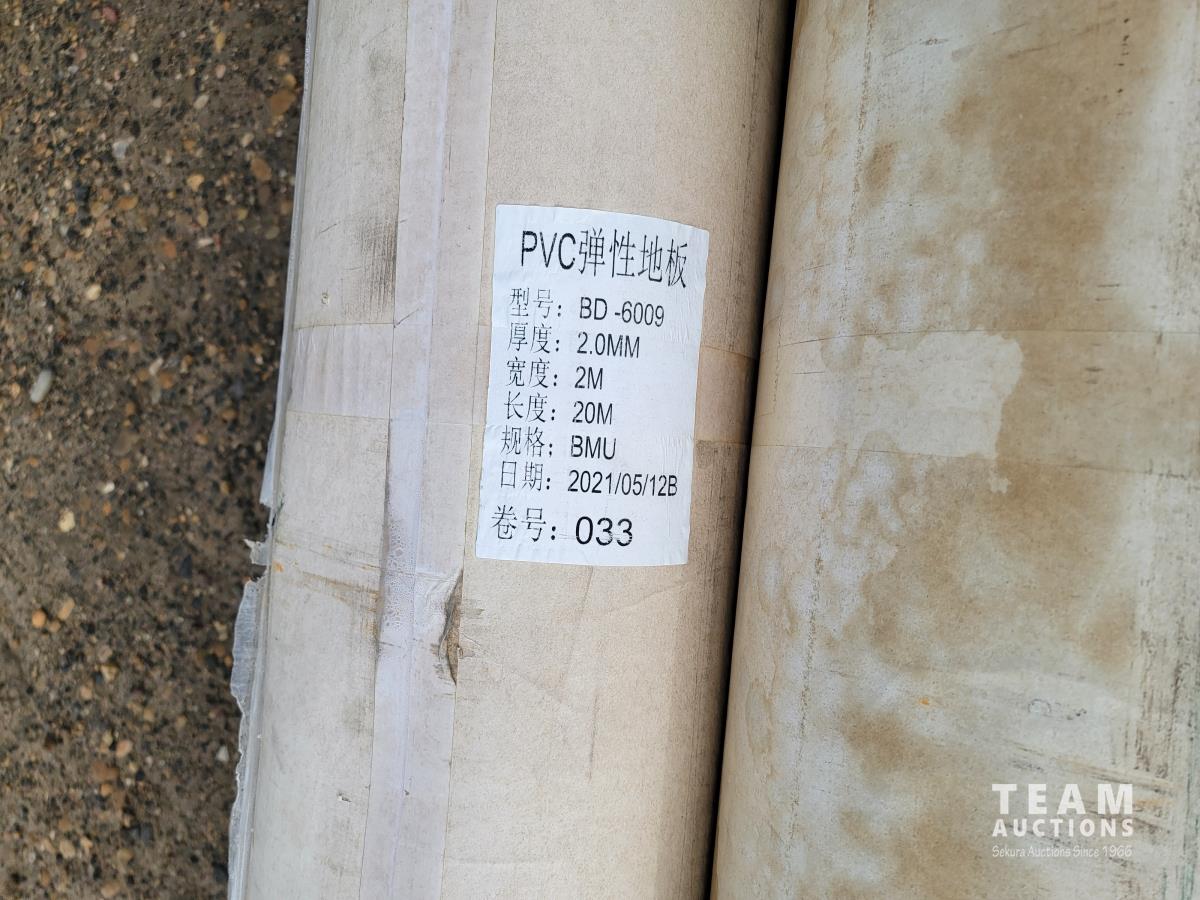 PVC弹性地板
型号：BD -6009
厚度：2.0MM
宽度：2M
长度：20M
规格：BMU
日期：2021/05/12B
卷号：033
TEAM
AUCTIONS
Sekura Auctions Since 1966